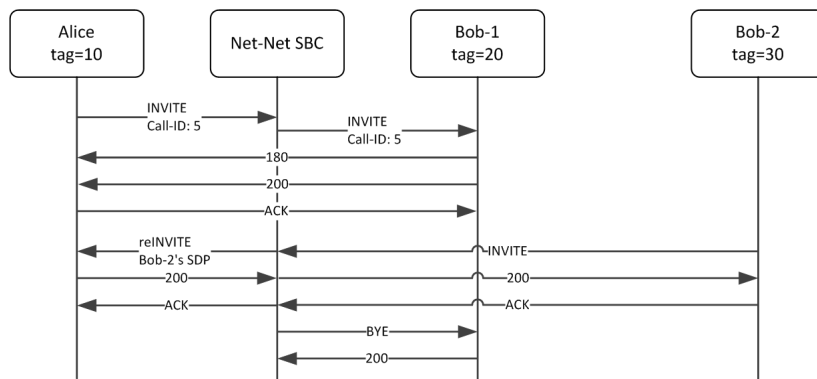 Alice
tag=10
Net-Net SBC
Bob-1
tag=20
Bob-2
tag=30
INVITE
Call-ID: 5
INVITE
Call-ID: 5
180
200
ACK
reINVITE
Bob-2's SDP
INVITE
200
200
ACK
ACK
BYE
200